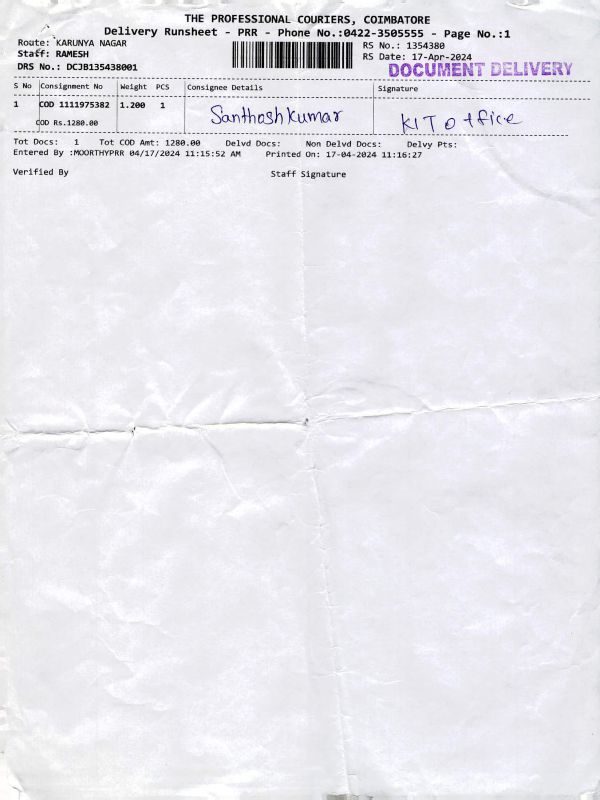 THE PROFESSIONAL COURIERS, COIMBATORE
Delivery Runsheet - PRR - Phone No.:0422-3505555 - Page No.:1
Route: KARUNYA NAGAR RS No.: 1354380
Staff: RAMESH RS Date: 17-Apr-2024
DRS No.: DCJB135438001 DOCUMENT DELIVERY
S No Consignment No Weight PCS Consignee Details Signature
1 COD 1111975382 1.200 1 Santhosh kumar KIT office
COD Rs.1280.00
Tot Docs: 1 Tot COD Amt: 1280.00 Delvd Docs: Non Delvd Docs: Delvy Pts:
Entered By :MOORTHYPRR 04/17/2024 11:15:52 AM Printed On: 17-04-2024 11:16:27
Verified By Staff Signature